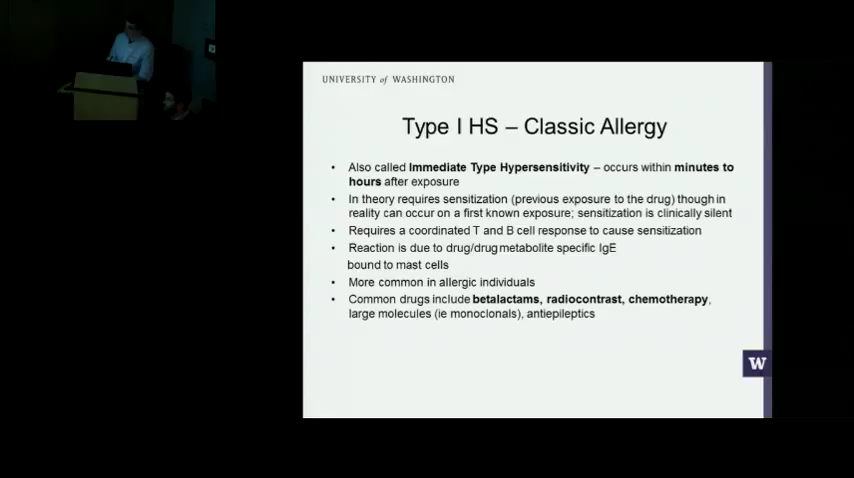 UNIVERSITY of WASHINGTON
Type I HS – Classic Allergy
• Also called Immediate Type Hypersensitivity – occurs within minutes to
hours after exposure
• In theory requires sensitization (previous exposure to the drug) though in
reality can occur on a first known exposure; sensitization is clinically silent
• Requires a coordinated T and B cell response to cause sensitization
• Reaction is due to drug/drug metabolite specific IgE
bound to mast cells
• More common in allergic individuals
• Common drugs include betalactams, radiocontrast, chemotherapy,
large molecules (ie monoclonals), antiepileptics
W